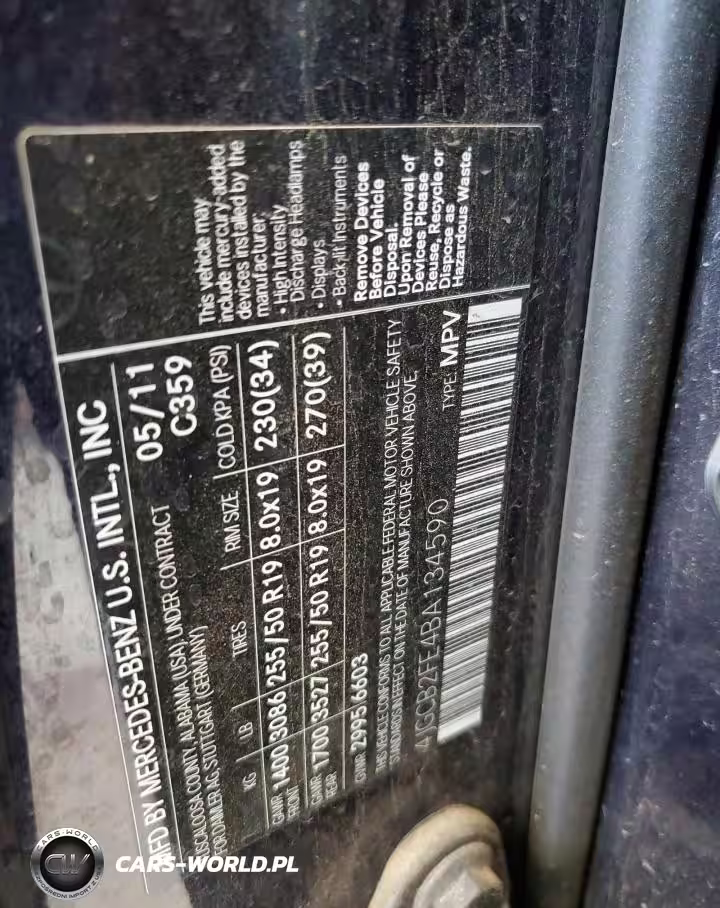 MFD BY MERCEDES-BENZ U.S. INTL., INC
TUSCALOOSA COUNTY, ALABAMA (USA) UNDER CONTRACT
FOR DAIMLER AG, STUTTGART (GERMANY)
05/11
C359
KG LB TIRES RIM SIZE COLD KPA (PSI)
GAWR FRONT 1400 3086 255/50 R19 8.0x19 230(34)
GAWR REAR 1700 3527 255/50 R19 8.0x19 270(39)
GVWR 2995 6603
THIS VEHICLE CONFORMS TO ALL APPLICABLE FEDERAL MOTOR VEHICLE SAFETY
STANDARDS IN EFFECT ON THE DATE OF MANUFACTURE SHOWN ABOVE.
4JGCB2FE4BA134590 TYPE: MPV
This vehicle may
include mercury-added
devices installed by the
manufacturer:
• High Intensity
Discharge Headlamps
• Displays
• Back-lit Instruments
Remove Devices
Before Vehicle
Disposal.
Upon Removal of
Devices Please
Reuse, Recycle or
Dispose as
Hazardous Waste.
CARS-WORLD
CW
CARS-WORLD.PL